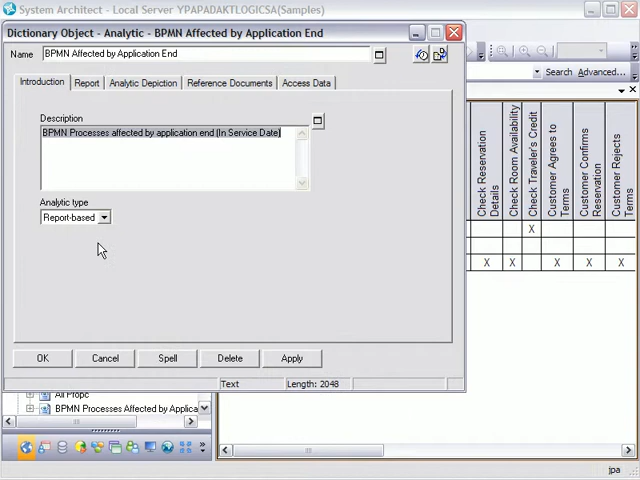 System Architect - Local Server YPAPADAKTLOGICSA(Samples)
Dictionary Object - Analytic - BPMN Affected by Application End
Name
BPMN Affected by Application End
Introduction
Report
Analytic Depiction
Reference Documents
Access Data
Search
Advanced...
Description
BPMN Processes affected by application end (In Service Date)
Analytic type
Report-based
Check Reservation
Details
Check Room Availability
Check Traveler's Credit
Customer Agrees to
Terms
Customer Confirms
Reservation
Customer Rejects
Terms
X
X X X X X
OK
Cancel
Spell
Delete
Apply
Text
Length: 2048
All Propc
BPMN Processes Affected by Applica
jpa